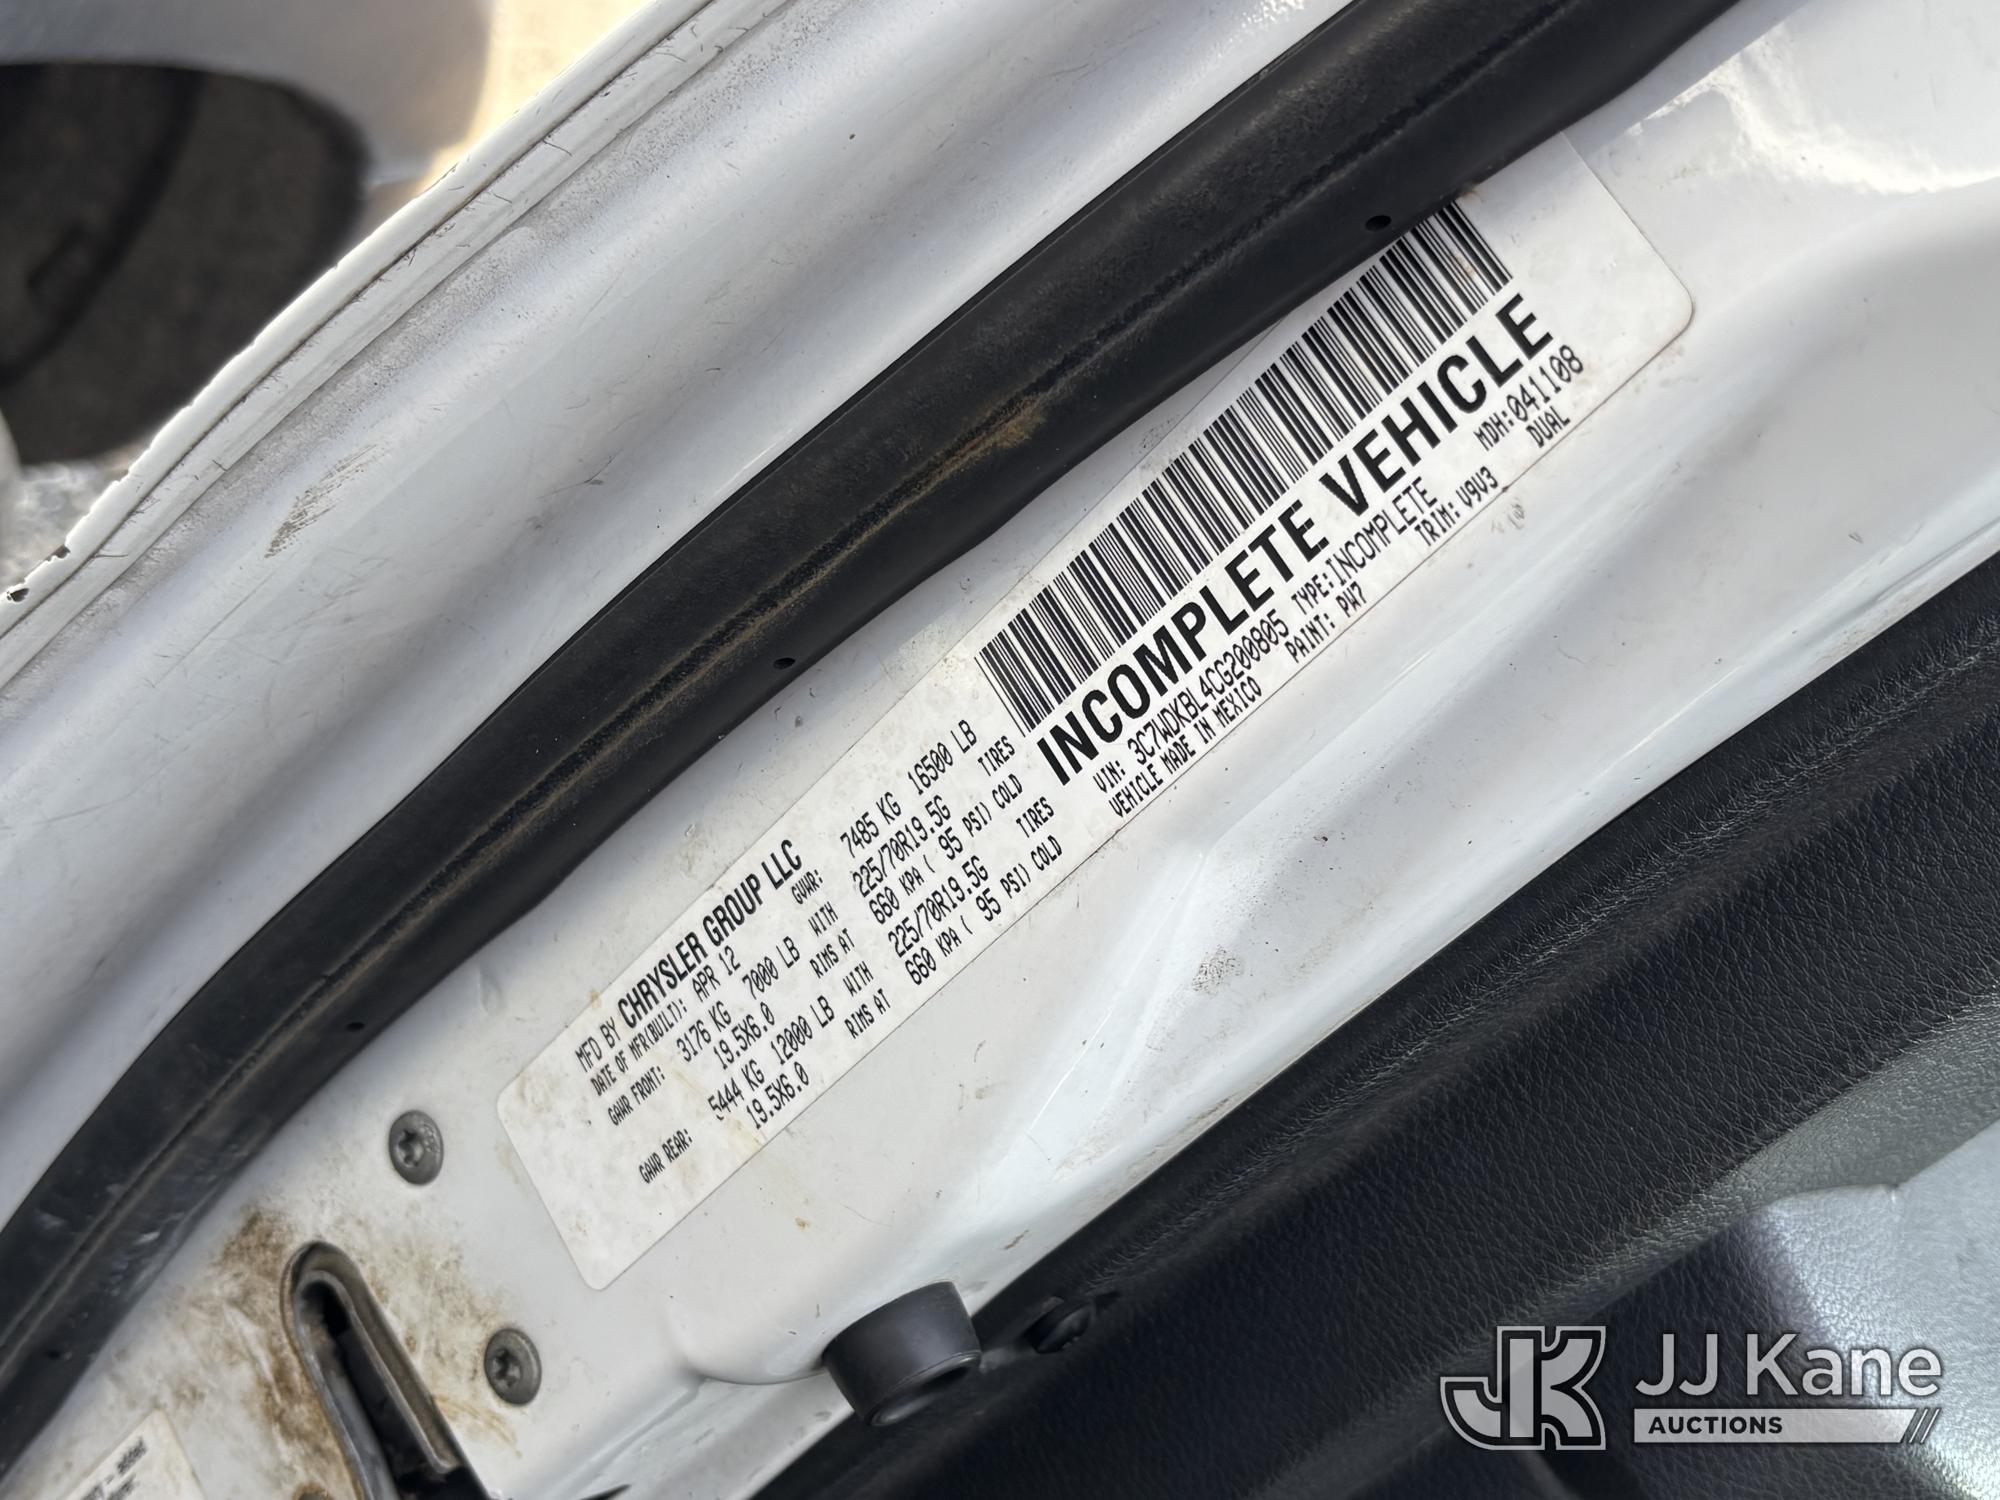 MFD BY CHRYSLER GROUP LLC
DATE OF MFR(BUILT): APR 12 GVWR: 7485 KG 16500 LB
GAWR FRONT: 3176 KG 7000 LB WITH 225/70R19.5G TIRES
19.5X6.0 RIMS AT 660 KPA ( 95 PSI) COLD
GAWR REAR: 5444 KG 12000 LB WITH 225/70R19.5G TIRES
19.5X6.0 RIMS AT 660 KPA ( 95 PSI) COLD
INCOMPLETE VEHICLE
MDH:041108
VIN: 3C7WDKBL4CG200805 TYPE:INCOMPLETE DUAL
VEHICLE MADE IN MEXICO PAINT: PW7 TRIM: V9V3
JK JJ Kane
AUCTIONS